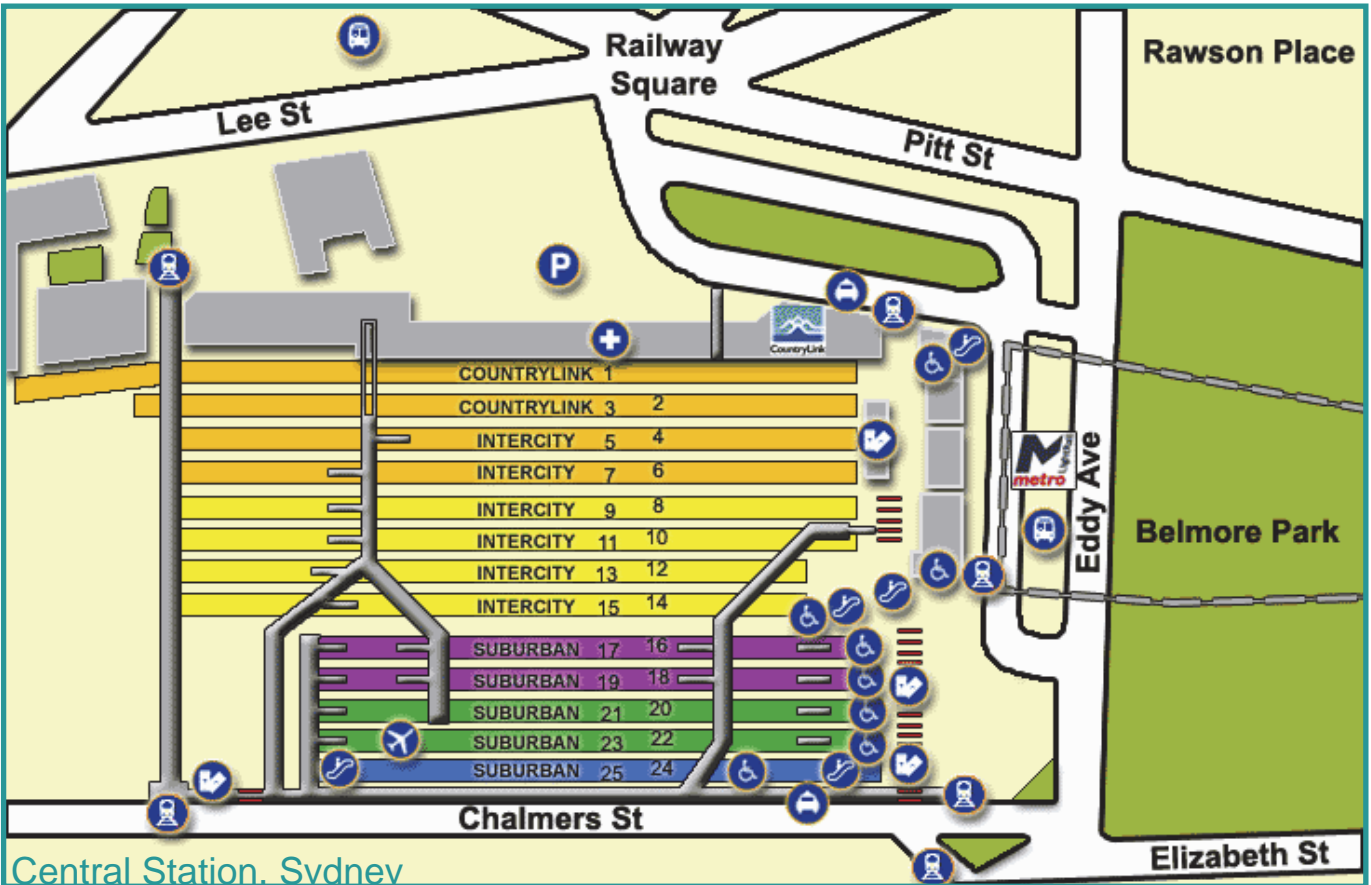 Railway
Square
Rawson Place
Lee St
Pitt St
P
CountryLink
COUNTRYLINK 1
COUNTRYLINK 3 2
INTERCITY 5 4
INTERCITY 7 6
INTERCITY 9 8
INTERCITY 11 10
INTERCITY 13 12
INTERCITY 15 14
SUBURBAN 17 16
SUBURBAN 19 18
SUBURBAN 21 20
SUBURBAN 23 22
SUBURBAN 25 24
M
metro
Eddy Ave
Belmore Park
Chalmers St
Elizabeth St
Central Station, Sydney